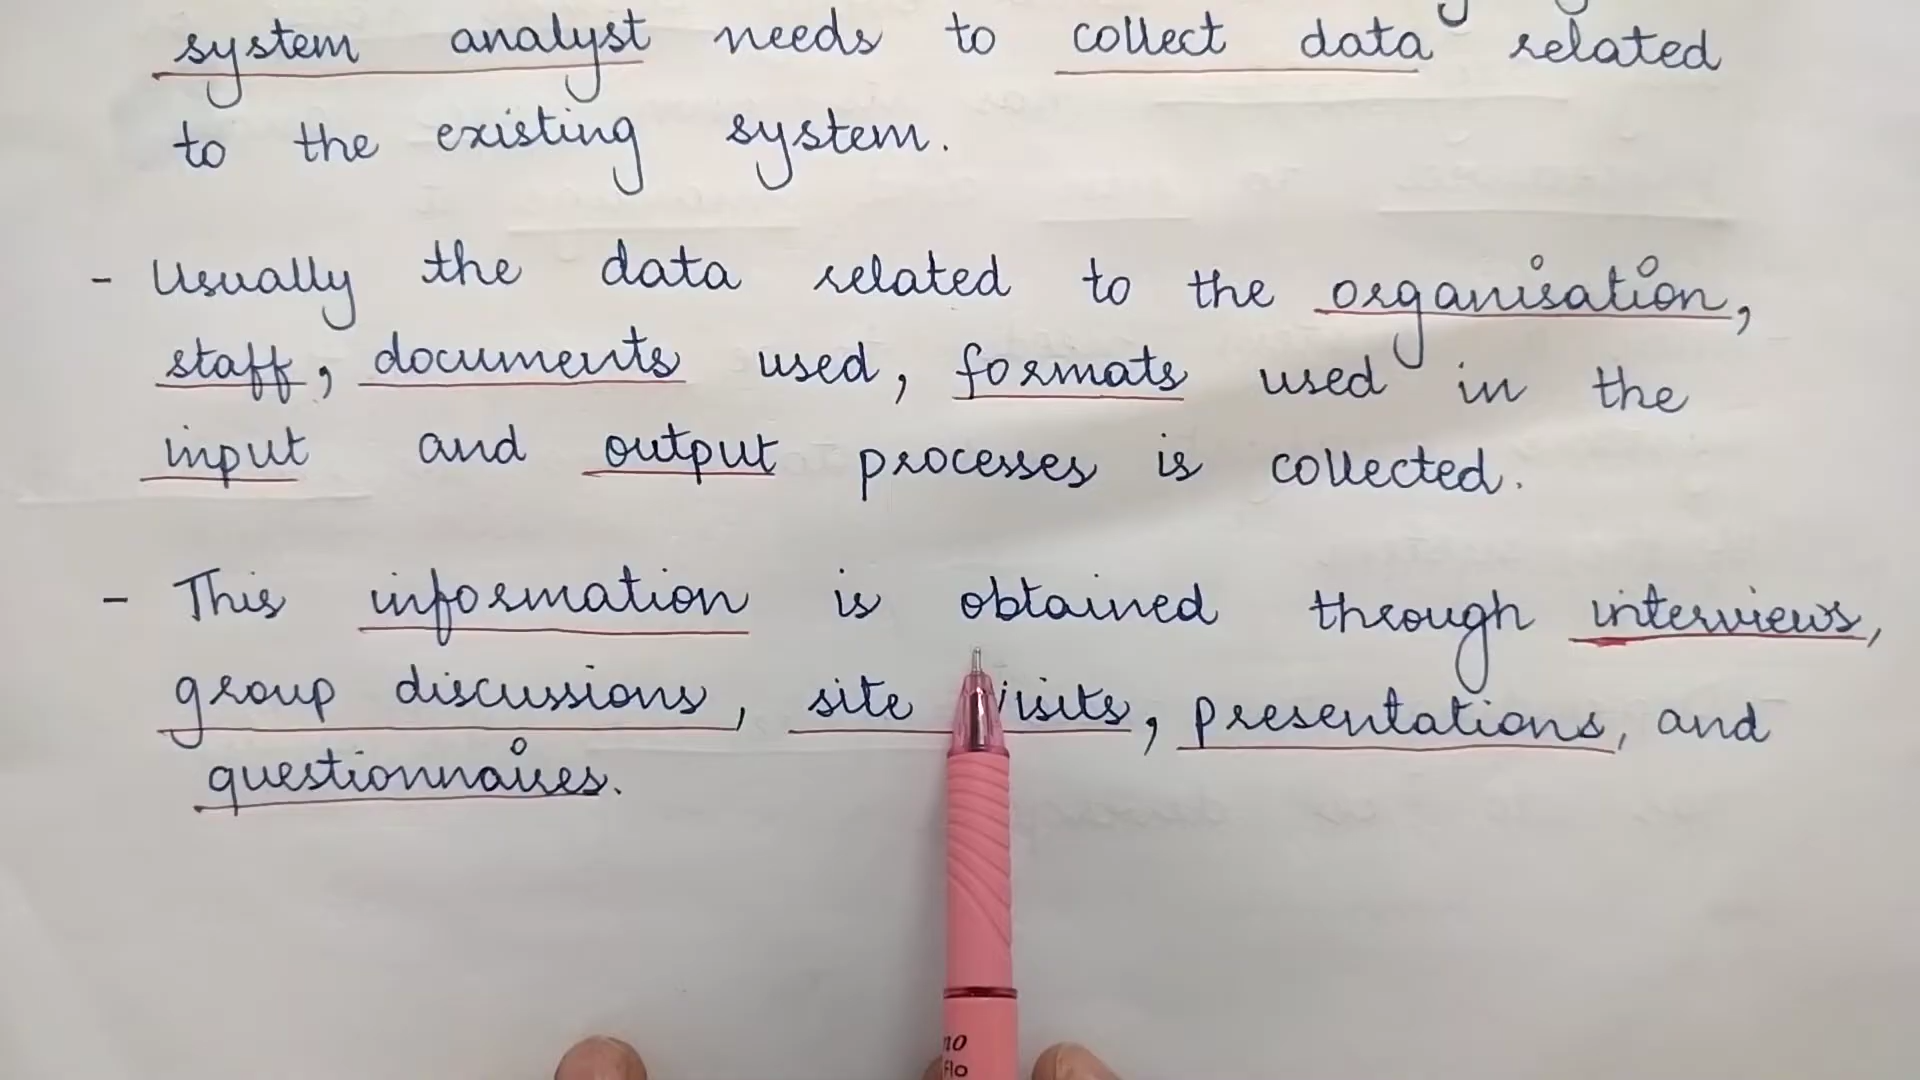 system analyst needs to collect data related
to the existing system.
- Usually the data related to the organisation,
staff, documents used, formats used in the
input and output processes is collected.
- This information is obtained through interviews,
group discussions, site visits, presentations, and
questionnaires.